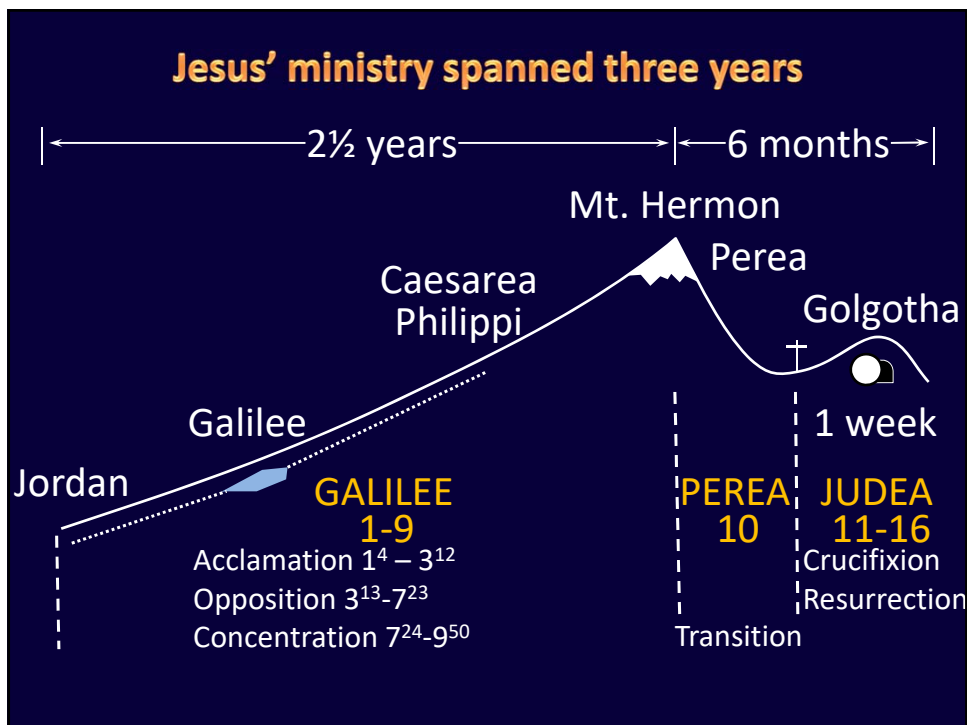 Jesus’ ministry spanned three years
2½ years
6 months
Mt. Hermon
Perea
Caesarea
Philippi
Golgotha
Galilee
1 week
Jordan
GALILEE
1-9
PEREA
10
JUDEA
11-16
Acclamation 1⁴ – 3¹²
Opposition 3¹³-7²³
Concentration 7²⁴-9⁵⁰
Transition
Crucifixion
Resurrection